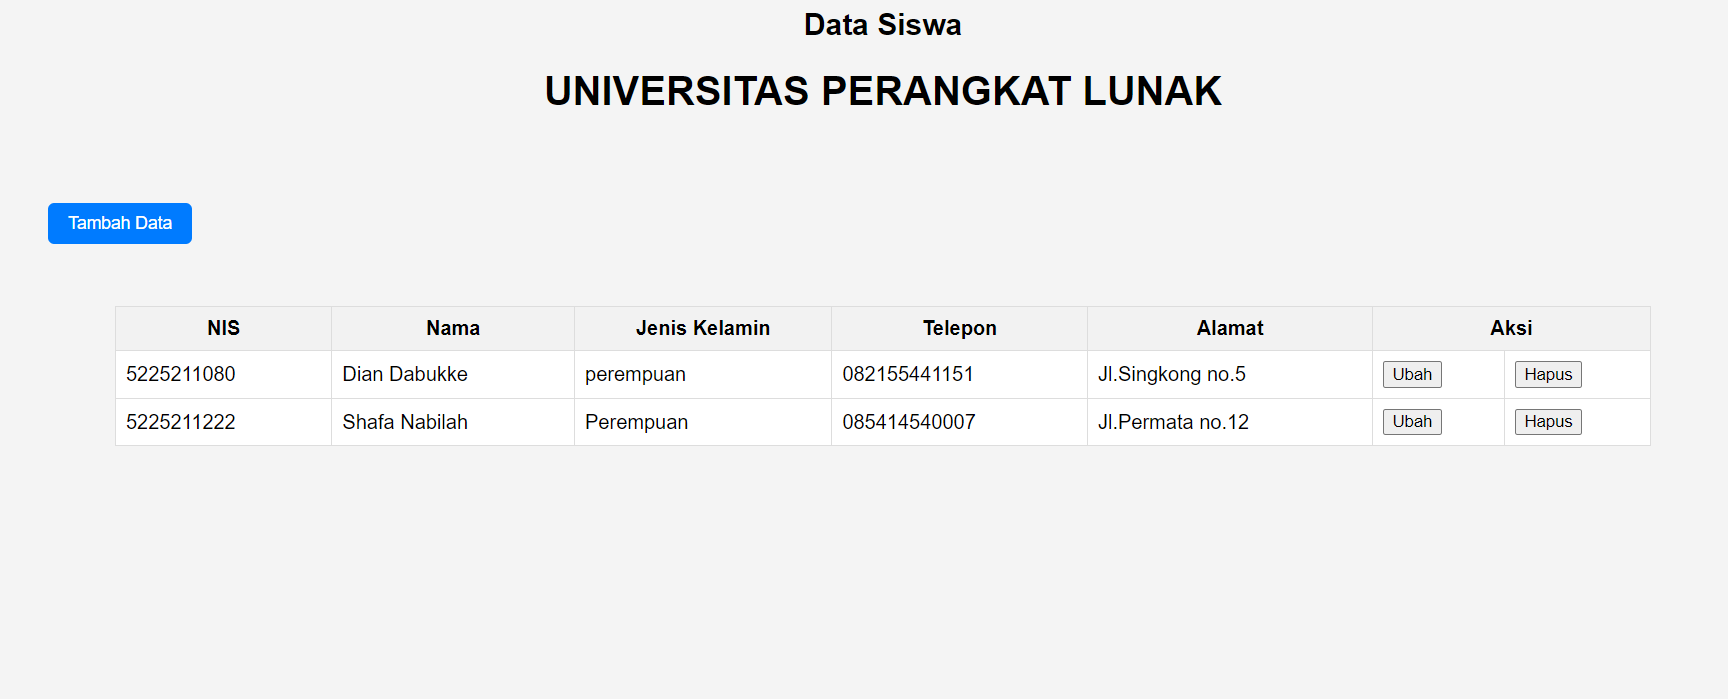 Data Siswa
UNIVERSITAS PERANGKAT LUNAK
Tambah Data
NIS Nama Jenis Kelamin Telepon Alamat Aksi
5225211080 Dian Dabukke perempuan 082155441151 Jl.Singkong no.5 Ubah Hapus
5225211222 Shafa Nabilah Perempuan 085414540007 Jl.Permata no.12 Ubah Hapus